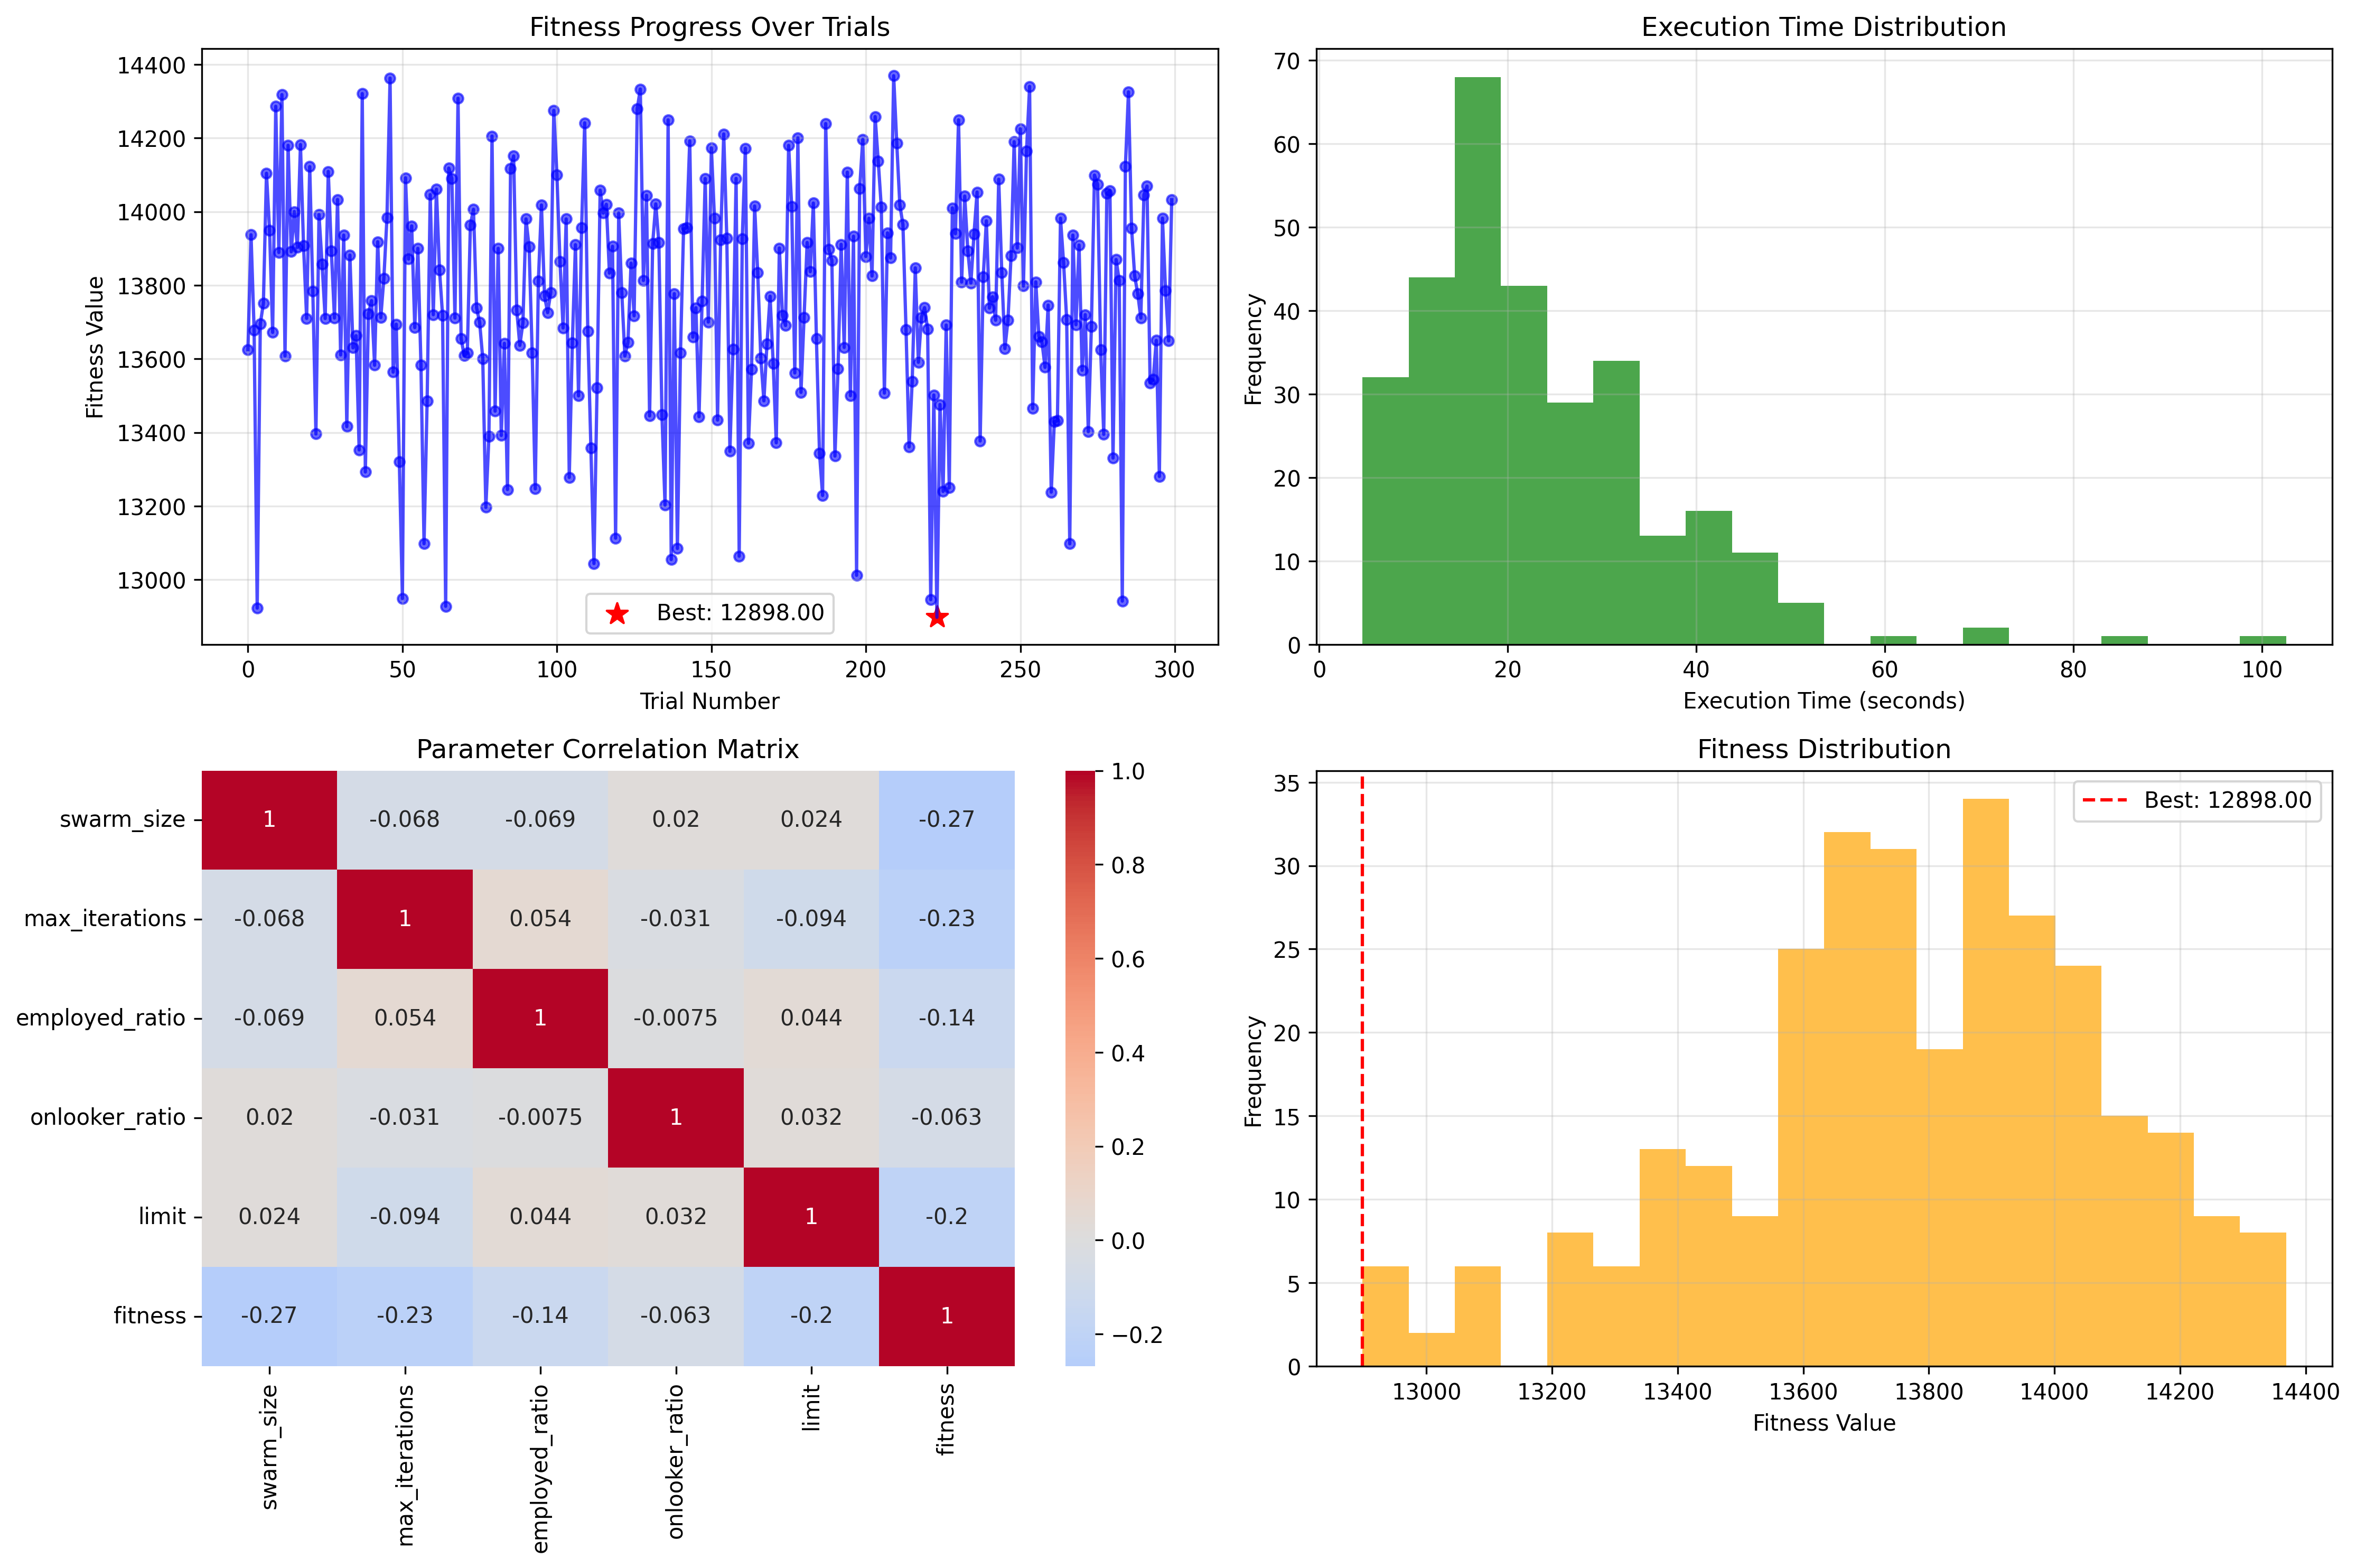 Fitness Progress Over Trials
14400
14200
14000
13800
13600
13400
13200
13000
Fitness Value
Best: 12898.00
0 50 100 150 200 250 300
Trial Number
Execution Time Distribution
70
60
50
40
30
20
10
0
Frequency
0 20 40 60 80 100
Execution Time (seconds)
Parameter Correlation Matrix
swarm_size 1 -0.068 -0.069 0.02 0.024 -0.27
max_iterations -0.068 1 0.054 -0.031 -0.094 -0.23
employed_ratio -0.069 0.054 1 -0.0075 0.044 -0.14
onlooker_ratio 0.02 -0.031 -0.0075 1 0.032 -0.063
limit 0.024 -0.094 0.044 0.032 1 -0.2
fitness -0.27 -0.23 -0.14 -0.063 -0.2 1
swarm_size
max_iterations
employed_ratio
onlooker_ratio
limit
fitness
1.0
0.8
0.6
0.4
0.2
0.0
−0.2
Fitness Distribution
35
30
25
20
15
10
5
0
Frequency
Best: 12898.00
13000 13200 13400 13600 13800 14000 14200 14400
Fitness Value